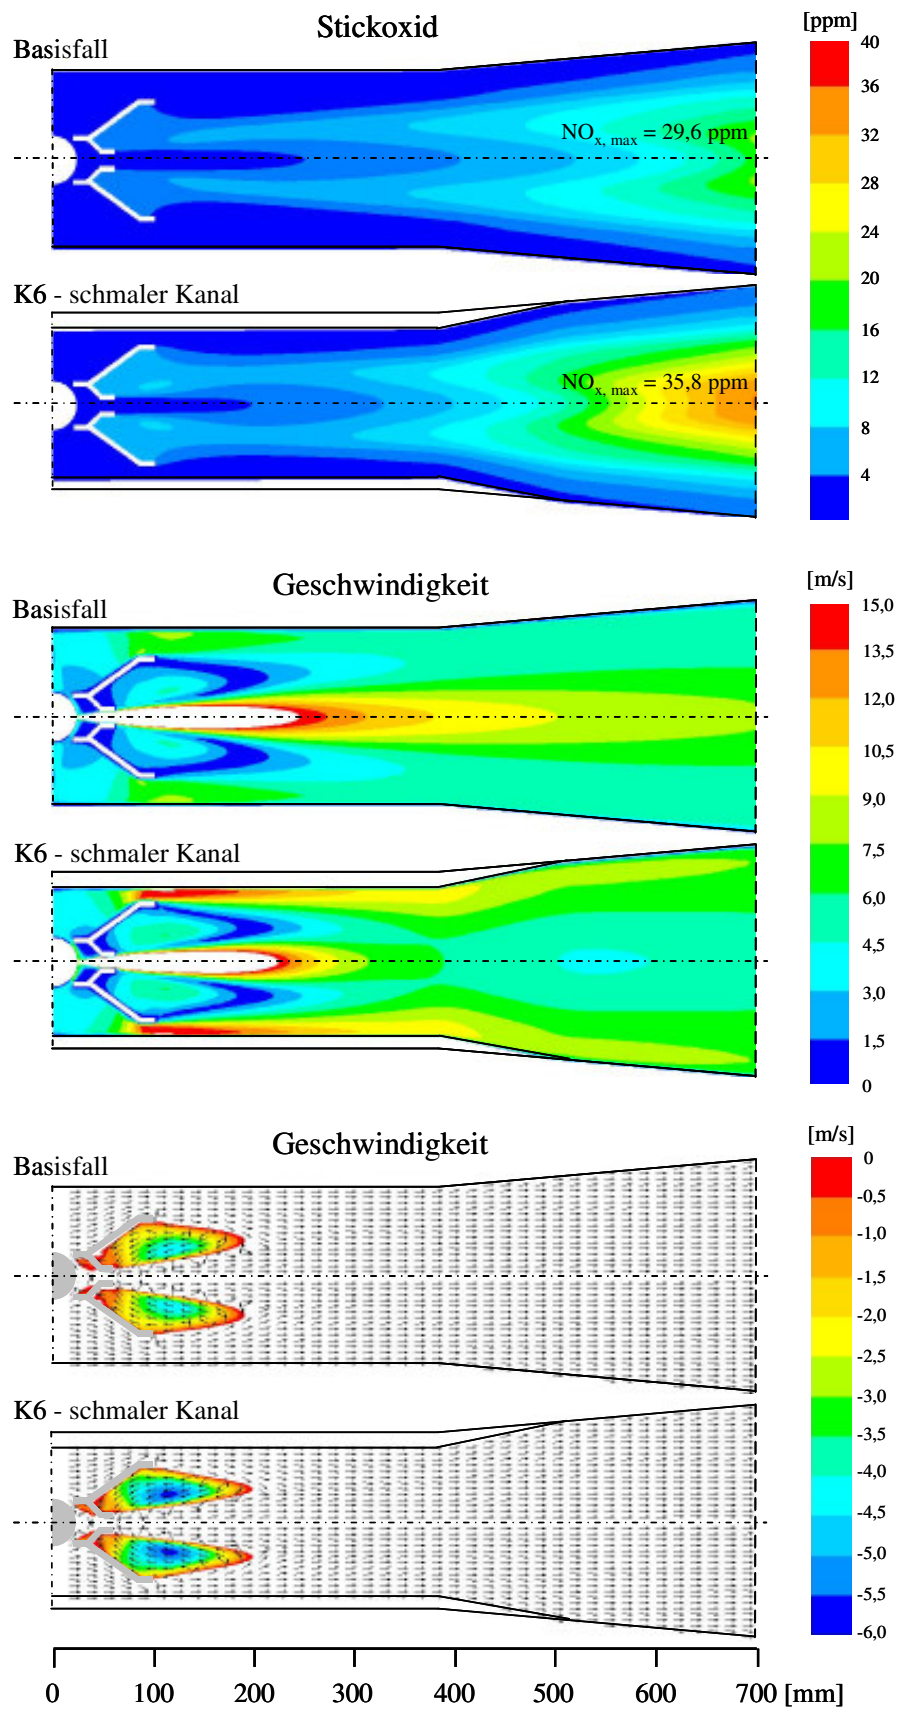 Stickoxid
[ppm]
Basisfall
40
36
NOx, max = 29,6 ppm
32
28
24
20
K6 - schmaler Kanal
16
NOx, max = 35,8 ppm
12
8
4
Geschwindigkeit
[m/s]
Basisfall
15,0
13,5
12,0
10,5
9,0
7,5
K6 - schmaler Kanal
6,0
4,5
3,0
1,5
0
Geschwindigkeit
[m/s]
Basisfall
0
-0,5
-1,0
-1,5
-2,0
-2,5
-3,0
K6 - schmaler Kanal
-3,5
-4,0
-4,5
-5,0
-5,5
-6,0
0 100 200 300 400 500 600 700 [mm]